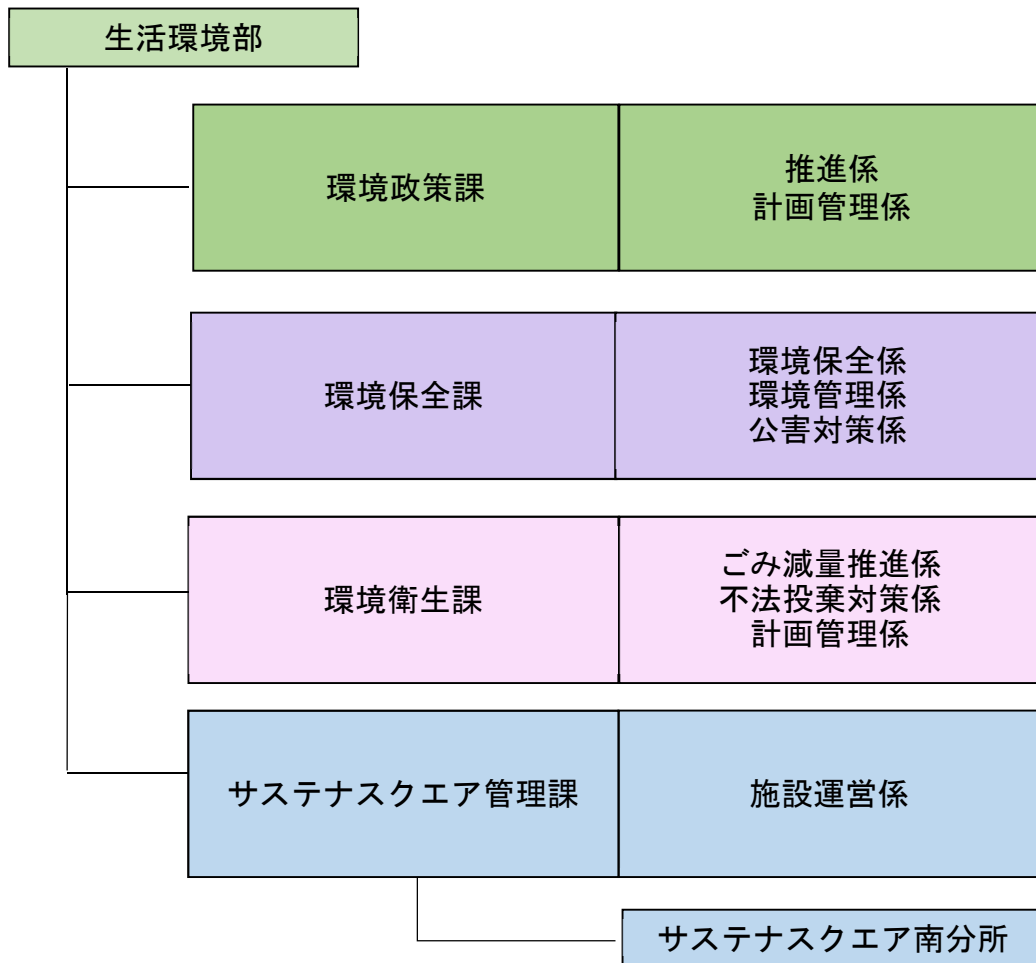 生活環境部
環境政策課
推進係
計画管理係
環境保全課
環境保全係
環境管理係
公害対策係
環境衛生課
ごみ減量推進係
不法投棄対策係
計画管理係
サステナスクエア管理課
施設運営係
サステナスクエア南分所